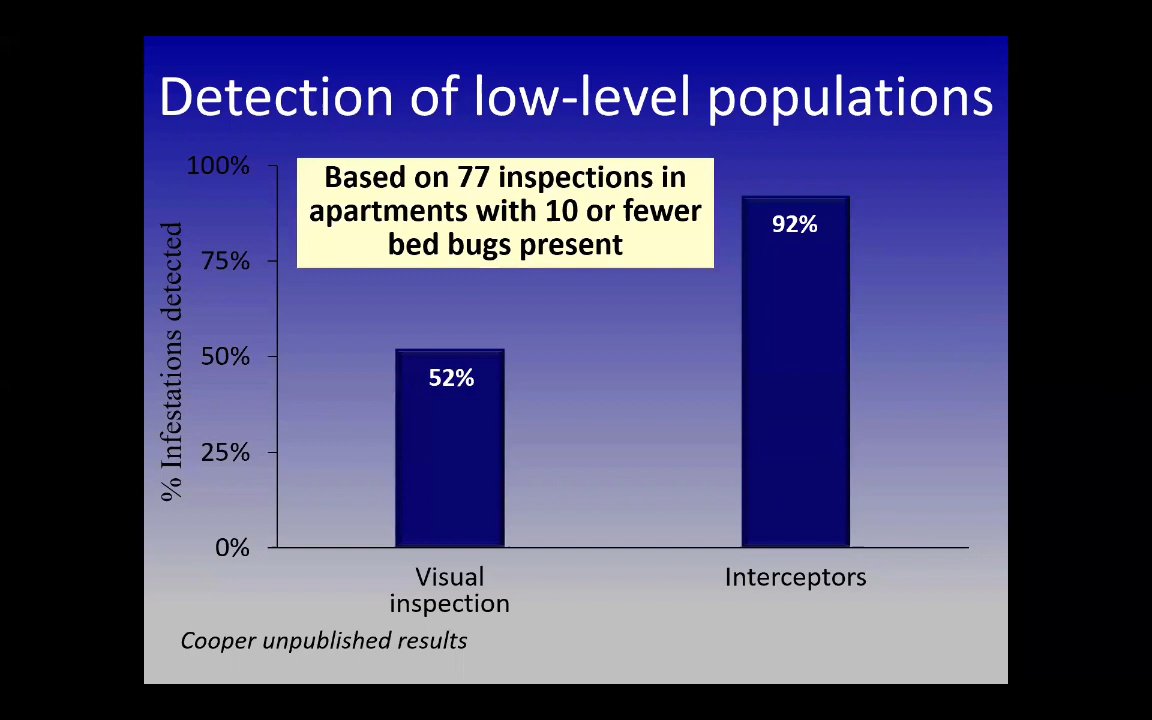 Detection of low-level populations
Based on 77 inspections in
apartments with 10 or fewer
bed bugs present
% Infestations detected
100%
75%
50%
25%
0%
52%
92%
Visual
inspection
Interceptors
Cooper unpublished results